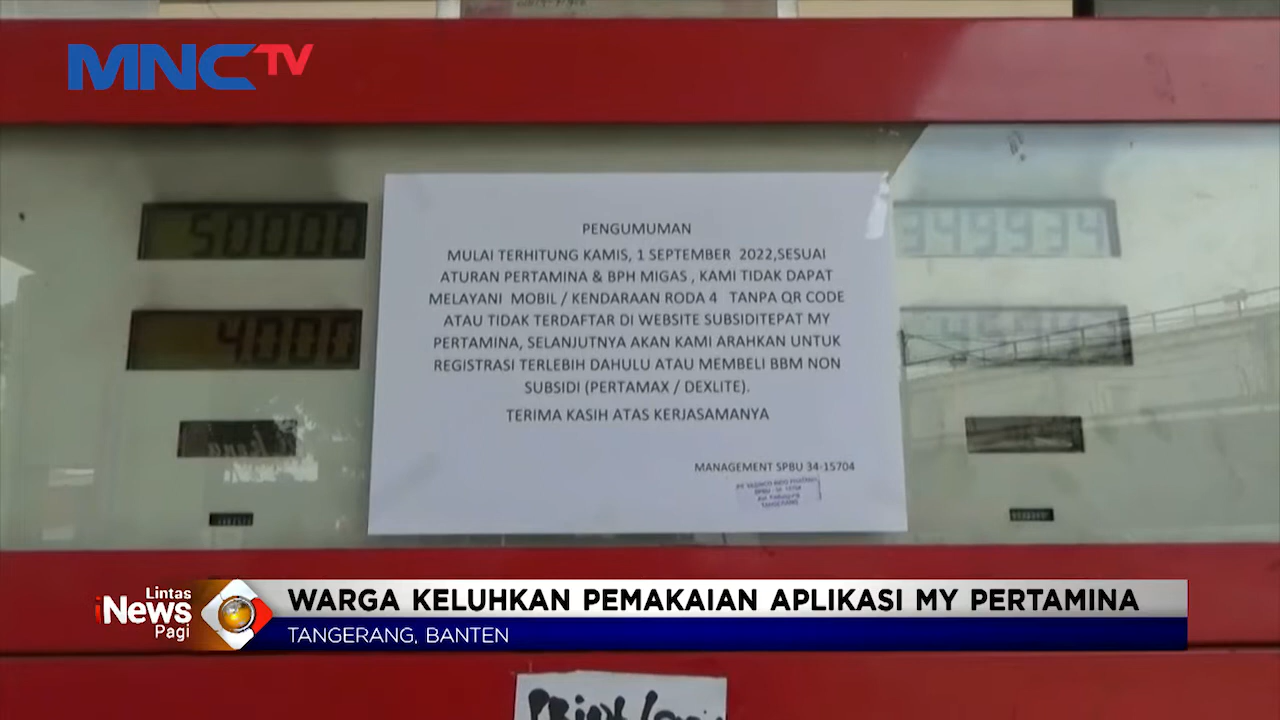 MNCTV
50000
4000
349934
PENGUMUMAN
MULAI TERHITUNG KAMIS, 1 SEPTEMBER 2022,SESUAI
ATURAN PERTAMINA & BPH MIGAS , KAMI TIDAK DAPAT
MELAYANI MOBIL / KENDARAAN RODA 4 TANPA QR CODE
ATAU TIDAK TERDAFTAR DI WEBSITE SUBSIDITEPAT MY
PERTAMINA, SELANJUTNYA AKAN KAMI ARAHKAN UNTUK
REGISTRASI TERLEBIH DAHULU ATAU MEMBELI BBM NON
SUBSIDI (PERTAMAX / DEXLITE).
TERIMA KASIH ATAS KERJASAMANYA
MANAGEMENT SPBU 34-15704
Lintas
iNews
Pagi
WARGA KELUHKAN PEMAKAIAN APLIKASI MY PERTAMINA
TANGERANG, BANTEN